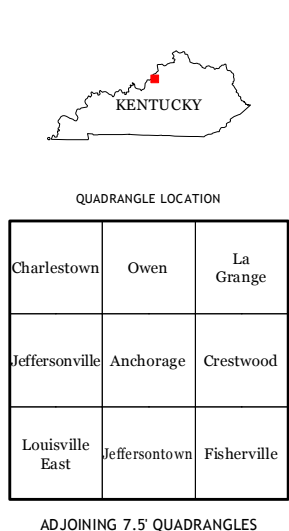 KENTUCKY
QUADRANGLE LOCATION
Charlestown
Owen
La
Grange
Jeffersonville
Anchorage
Crestwood
Louisville
East
Jeffersontown
Fisherville
ADJOINING 7.5' QUADRANGLES